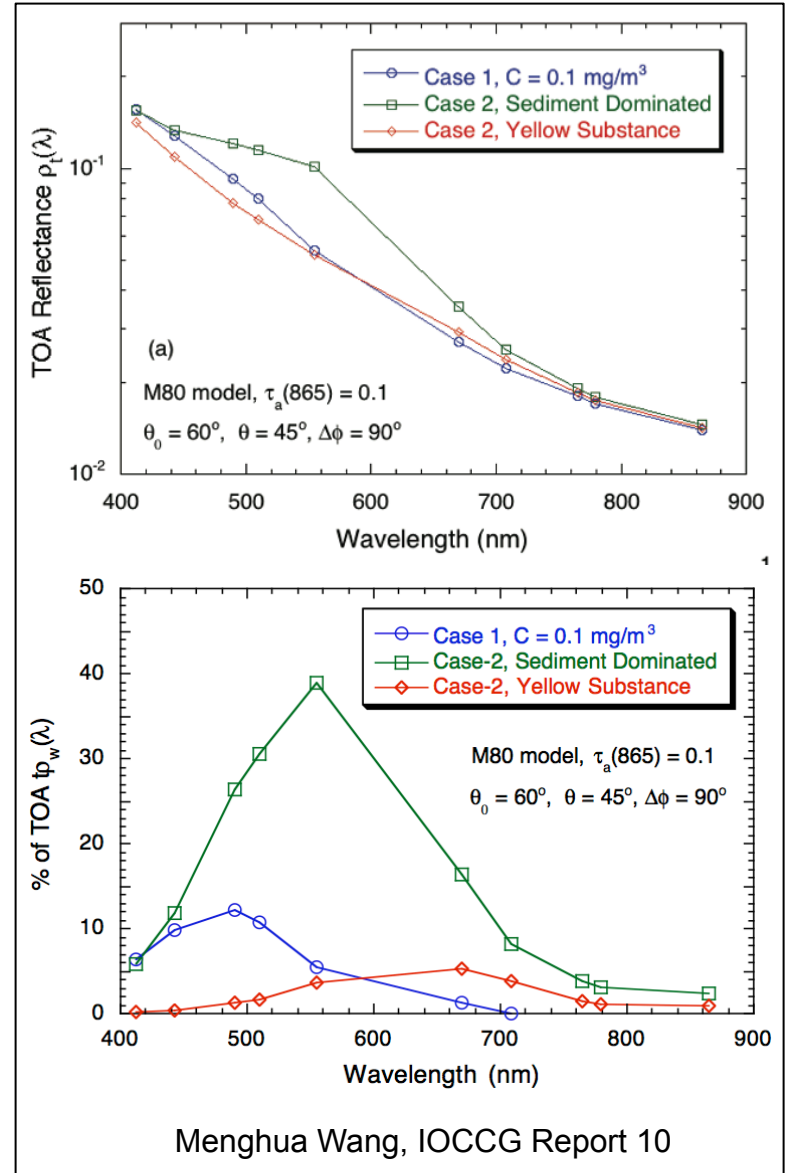 Case 1, C = 0.1 mg/m³
Case 2, Sediment Dominated
Case 2, Yellow Substance
TOA Reflectance ρₜ(λ)
10⁻¹
10⁻²
(a)
M80 model, τₐ(865) = 0.1
θ₀ = 60°, θ = 45°, Δϕ = 90°
400 500 600 700 800 900
Wavelength (nm)
1
Case 1, C = 0.1 mg/m³
Case-2, Sediment Dominated
Case-2, Yellow Substance
% of TOA tρ_w(λ)
50
40
30
20
10
0
M80 model, τₐ(865) = 0.1
θ₀ = 60°, θ = 45°, Δϕ = 90°
400 500 600 700 800 900
Wavelength (nm)
Menghua Wang, IOCCG Report 10